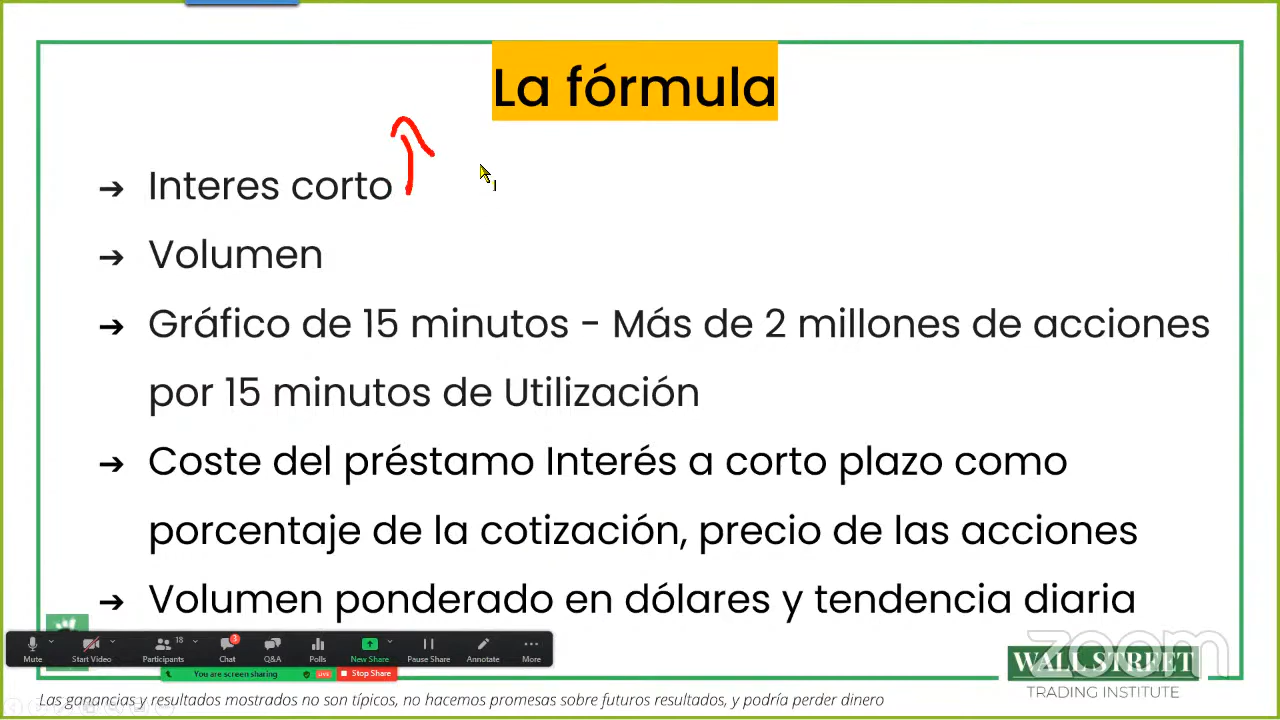 La fórmula
➔ Interes corto
➔ Volumen
➔ Gráfico de 15 minutos - Más de 2 millones de acciones
por 15 minutos de Utilización
➔ Coste del préstamo Interés a corto plazo como
porcentaje de la cotización, precio de las acciones
➔ Volumen ponderado en dólares y tendencia diaria
18 3
Mute Start Video Participants Chat Q&A Polls New Share Pause Share Annotate More
You are screen sharing LIVE Stop Share
zoom
WALL STREET
TRADING INSTITUTE
Las ganancias y resultados mostrados no son típicos, no hacemos promesas sobre futuros resultados, y podría perder dinero